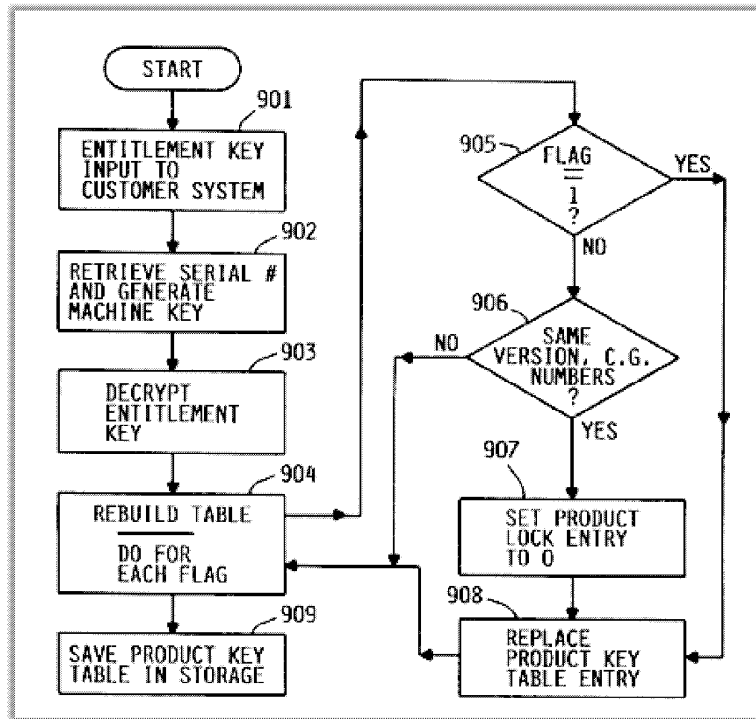 START
901
ENTITLEMENT KEY
INPUT TO
CUSTOMER SYSTEM
902
RETRIEVE SERIAL #
AND GENERATE
MACHINE KEY
903
DECRYPT
ENTITLEMENT
KEY
904
REBUILD TABLE
DO FOR
EACH FLAG
909
SAVE PRODUCT KEY
TABLE IN STORAGE
905
FLAG
=
1
?
YES
NO
906
SAME
VERSION, C.G.
NUMBERS
?
NO
YES
907
SET PRODUCT
LOCK ENTRY
TO 0
908
REPLACE
PRODUCT KEY
TABLE ENTRY